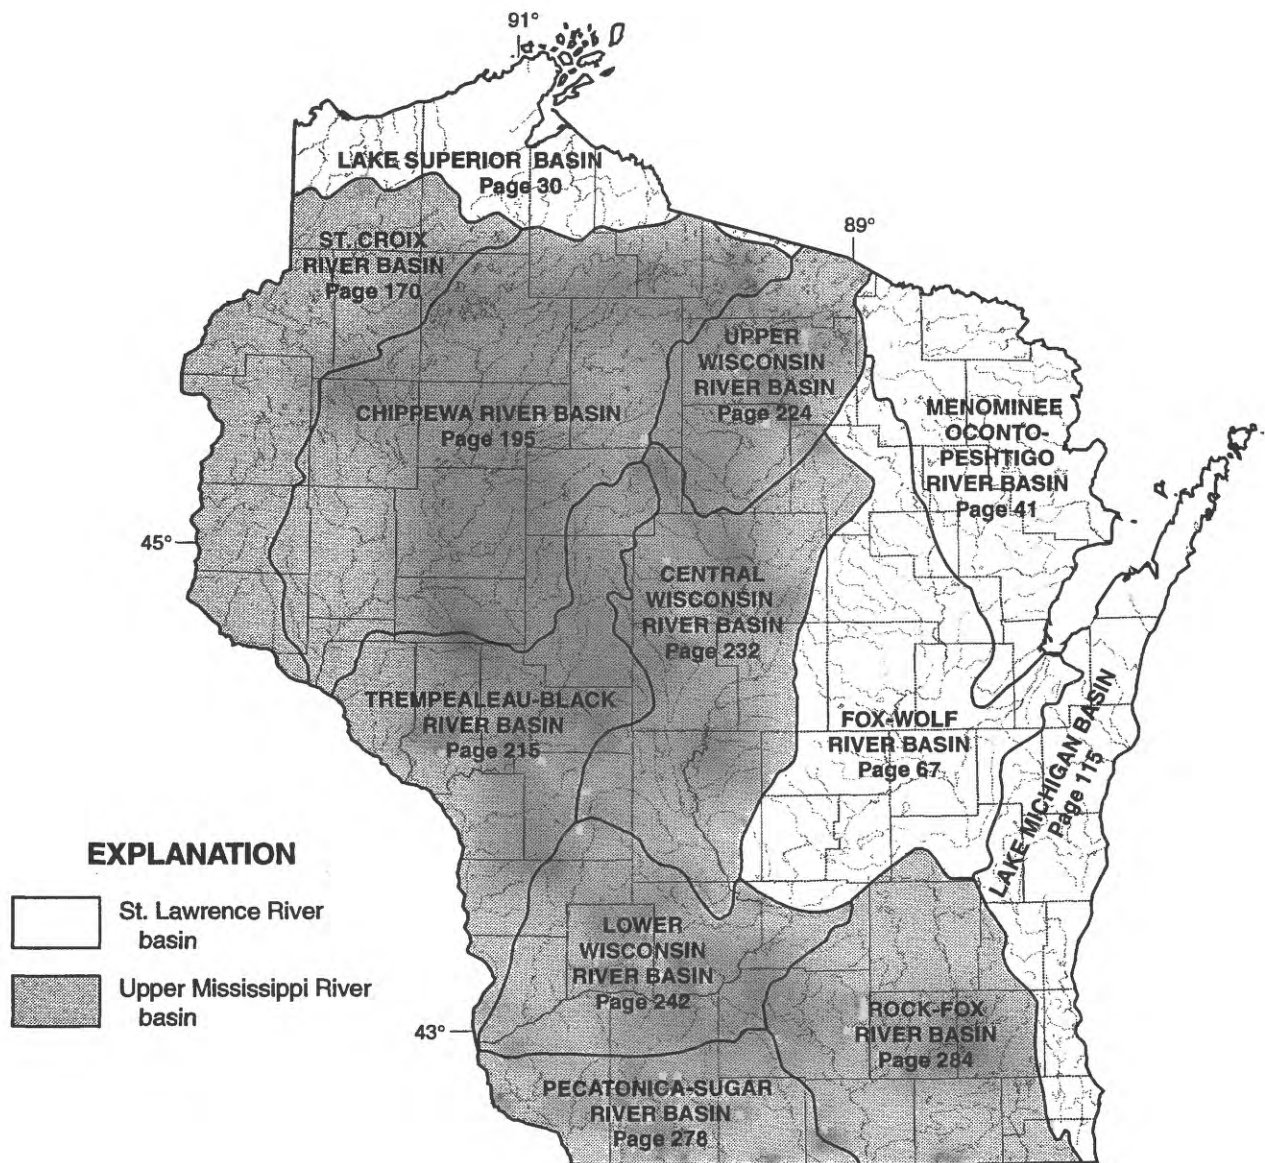 91°
LAKE SUPERIOR BASIN
Page 30
89°
ST. CROIX
RIVER BASIN
Page 170
UPPER
WISCONSIN
RIVER BASIN
Page 224
CHIPPEWA RIVER BASIN
Page 195
MENOMINEE
OCONTO-
PESHTIGO
RIVER BASIN
Page 41
45°
CENTRAL
WISCONSIN
RIVER BASIN
Page 232
TREMPEALEAU-BLACK
RIVER BASIN
Page 215
FOX-WOLF
RIVER BASIN
Page 67
LAKE MICHIGAN BASIN
Page 115
EXPLANATION
St. Lawrence River
basin
Upper Mississippi River
basin
LOWER
WISCONSIN
RIVER BASIN
Page 242
43°
ROCK-FOX
RIVER BASIN
Page 284
PECATONICA-SUGAR
RIVER BASIN
Page 278